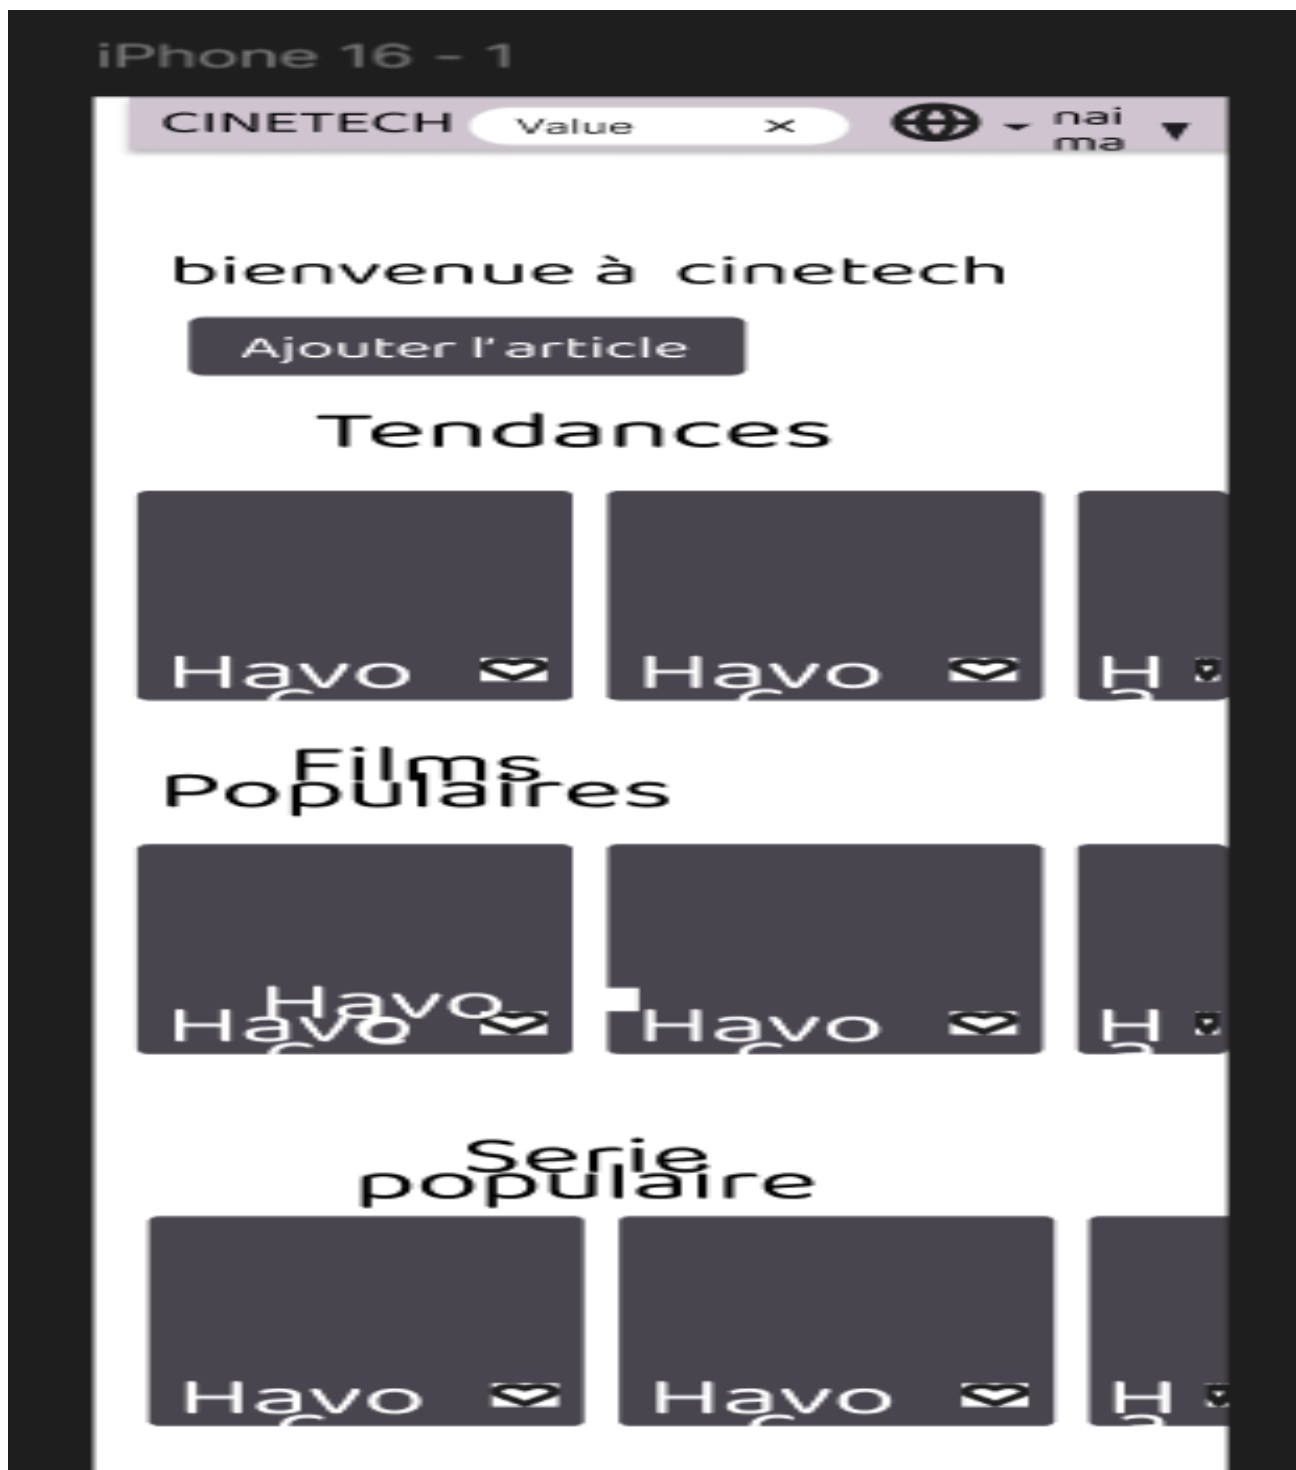 iPhone 16 - 1
CINETECH Value × nai
ma
bienvenue à cinetech
Ajouter l'article
Tendances
Havo Havo H
Films
Populaires
Havo
Havo Havo H
Serie
populaire
Havo Havo H